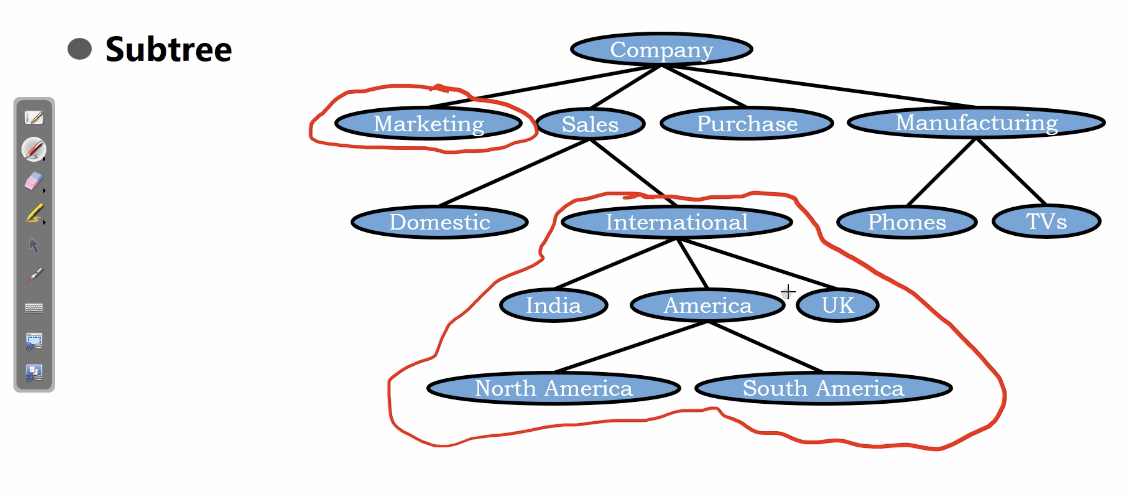 Subtree
Company
Marketing Sales Purchase Manufacturing
Domestic International Phones TVs
India America UK
North America South America